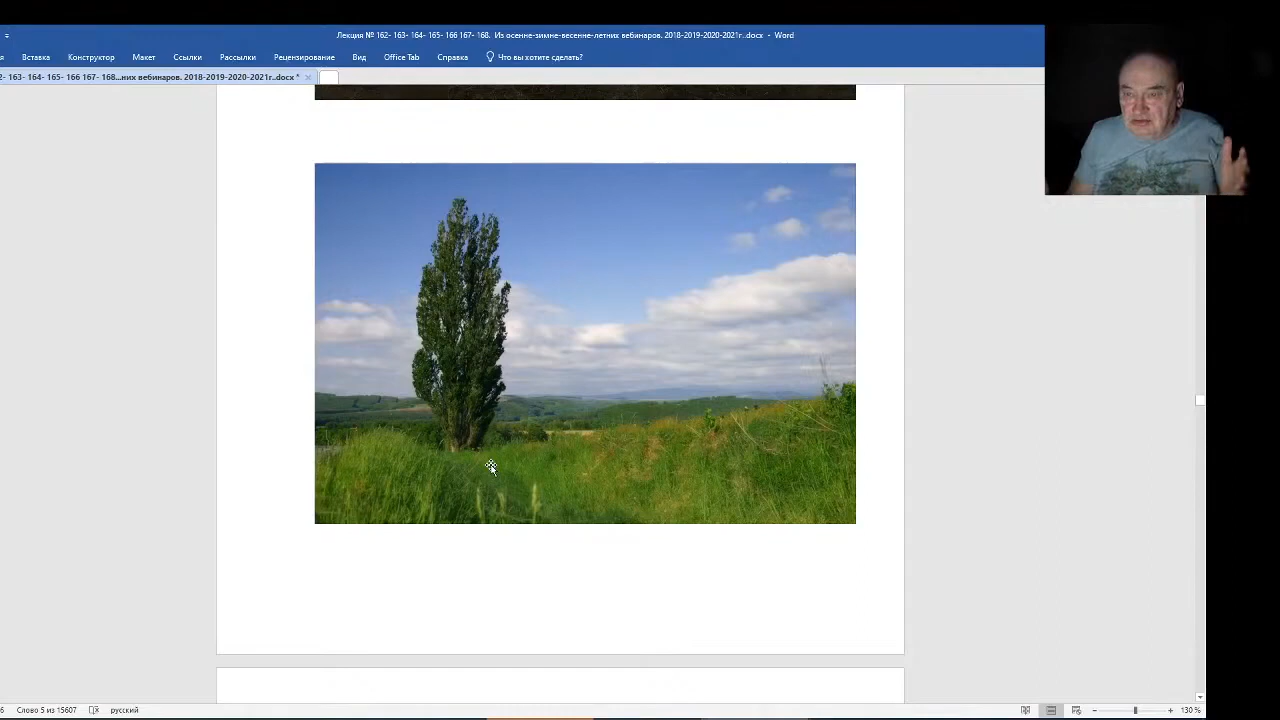 Лекция № 162- 163- 164- 165- 166 167- 168. Из осенне-зимне-весенне-летних вебинаров. 2018-2019-2020-2021г..docx - Word
я Вставка Конструктор Макет Ссылки Рассылки Рецензирование Вид Office Tab Справка Что вы хотите сделать?
2- 163- 164- 165- 166 167- 168...них вебинаров. 2018-2019-2020-2021г..docx *
6 Слово 5 из 15607 русский 130 %